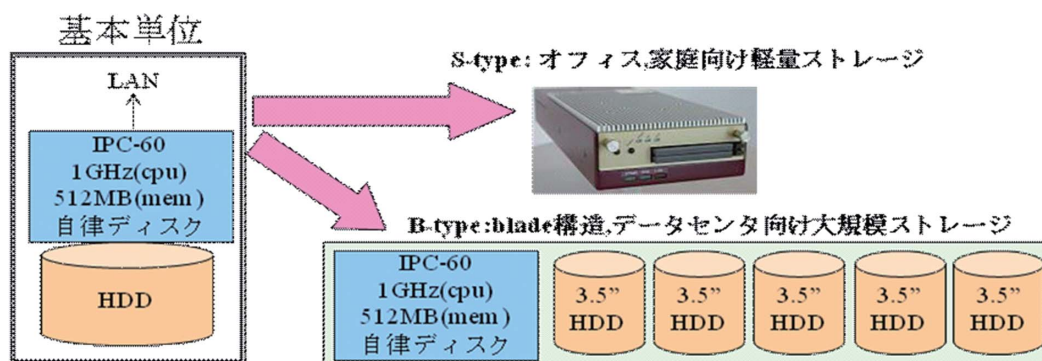 基本単位
LAN
IPC-60
1GHz(cpu)
512MB(mem)
自律ディスク
HDD
S-type: オフィス,家庭向け軽量ストレージ
B-type:blade構造,データセンタ向け大規模ストレージ
IPC-60
1GHz(cpu)
512MB(mem)
自律ディスク
3.5”
HDD
3.5”
HDD
3.5”
HDD
3.5”
HDD
3.5”
HDD